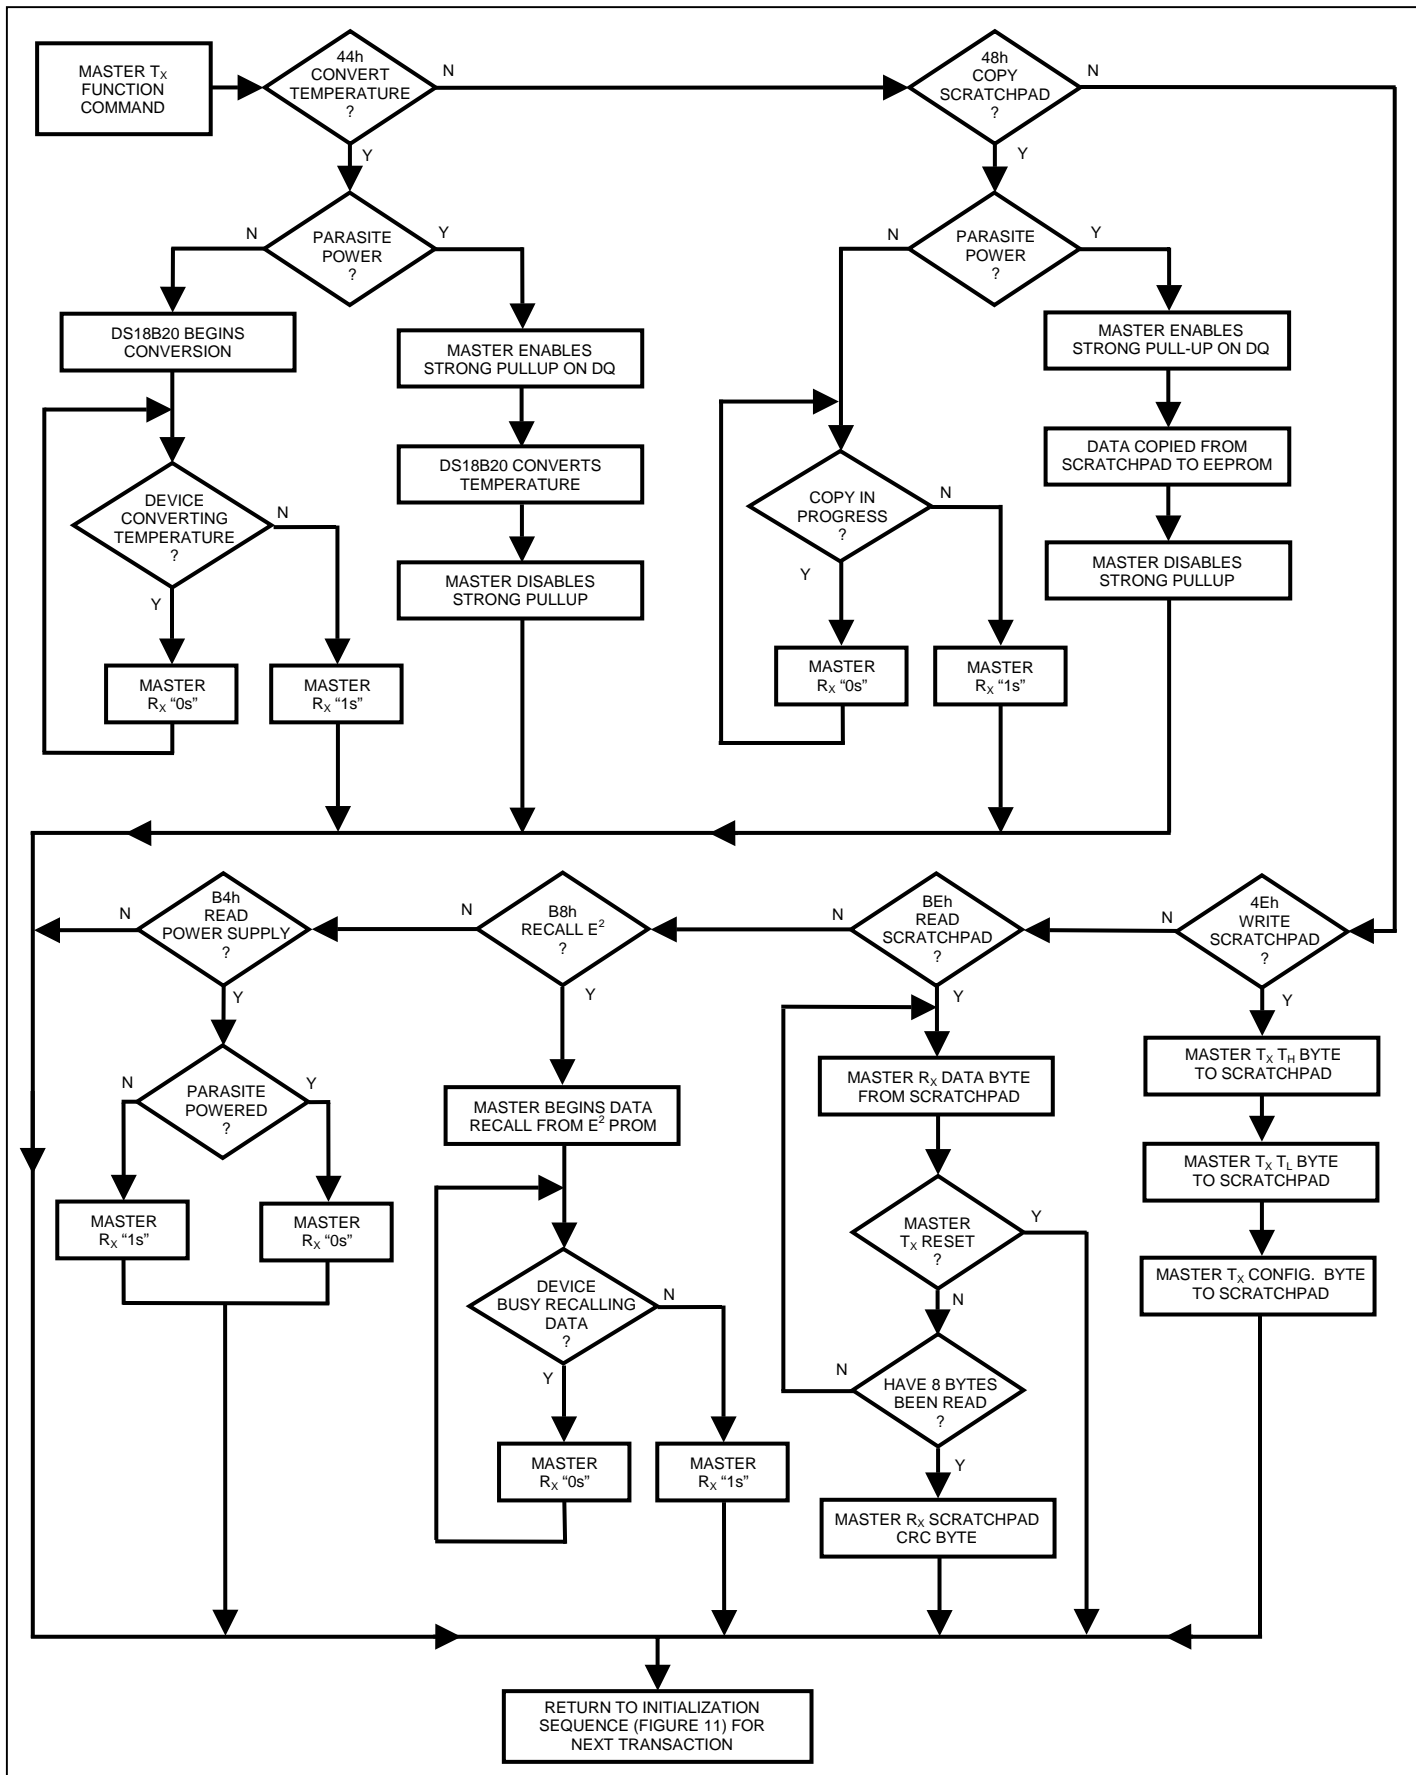 MASTER TX
FUNCTION
COMMAND
44h
CONVERT
TEMPERATURE
?
N
Y
48h
COPY
SCRATCHPAD
?
N
Y
PARASITE
POWER
?
N
Y
DS18B20 BEGINS
CONVERSION
MASTER ENABLES
STRONG PULLUP ON DQ
DEVICE
CONVERTING
TEMPERATURE
?
N
Y
DS18B20 CONVERTS
TEMPERATURE
MASTER DISABLES
STRONG PULLUP
MASTER
RX “0s”
MASTER
RX “1s”
PARASITE
POWER
?
N
Y
MASTER ENABLES
STRONG PULL-UP ON DQ
DATA COPIED FROM
SCRATCHPAD TO EEPROM
COPY IN
PROGRESS
?
N
Y
MASTER DISABLES
STRONG PULLUP
MASTER
RX “0s”
MASTER
RX “1s”
B4h
READ
POWER SUPPLY
?
N
Y
B8h
RECALL E²
?
N
Y
BEh
READ
SCRATCHPAD
?
N
Y
4Eh
WRITE
SCRATCHPAD
?
N
Y
PARASITE
POWERED
?
N
Y
MASTER
RX “1s”
MASTER
RX “0s”
MASTER BEGINS DATA
RECALL FROM E² PROM
DEVICE
BUSY RECALLING
DATA
?
N
Y
MASTER
RX “0s”
MASTER
RX “1s”
MASTER RX DATA BYTE
FROM SCRATCHPAD
MASTER
TX RESET
?
Y
N
HAVE 8 BYTES
BEEN READ
?
N
Y
MASTER RX SCRATCHPAD
CRC BYTE
MASTER TX TH BYTE
TO SCRATCHPAD
MASTER TX TL BYTE
TO SCRATCHPAD
MASTER TX CONFIG. BYTE
TO SCRATCHPAD
RETURN TO INITIALIZATION
SEQUENCE (FIGURE 11) FOR
NEXT TRANSACTION